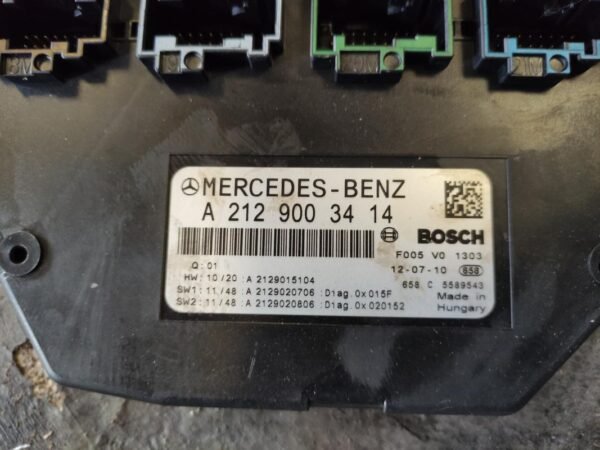 MERCEDES-BENZ
A 212 900 34 14
BOSCH
F005 V0 1303
Q:01
12-07-10 658
HW:10/20:A 2129015104
658 C 5589543
SW1:11/48:A 2129020706:Diag.0x015F
Made in
SW2:11/48:A 2129020806:Diag.0x020152
Hungary